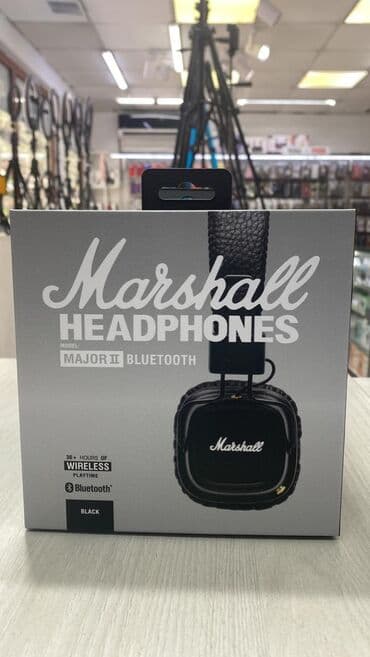 Marshall
HEADPHONES
MODEL:
MAJOR II BLUETOOTH
Marshall
30+ HOURS OF
WIRELESS
PLAYTIME
Bluetooth
BLACK